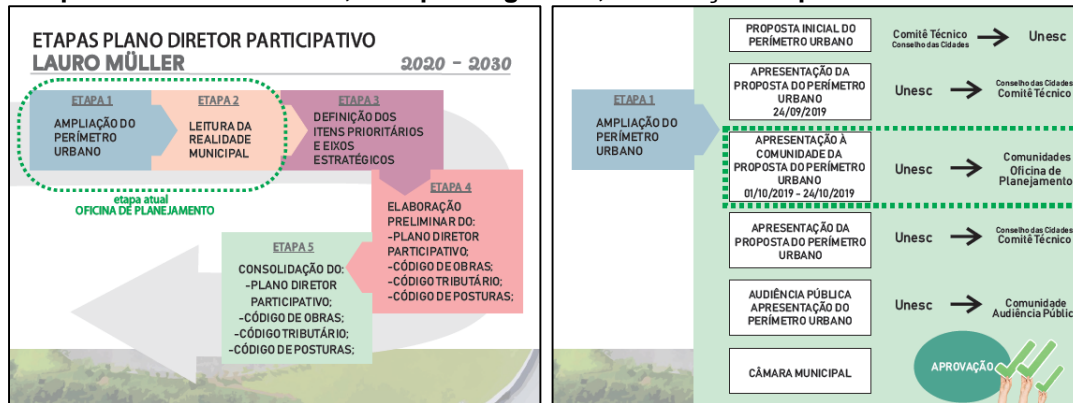 ETAPAS PLANO DIRETOR PARTICIPATIVO
LAURO MÜLLER
2020 - 2030
ETAPA 1
AMPLIAÇÃO DO
PERÍMETRO
URBANO
ETAPA 2
LEITURA DA
REALIDADE
MUNICIPAL
ETAPA 3
DEFINIÇÃO DOS
ITENS PRIORITÁRIOS
E EIXOS
ESTRATÉGICOS
etapa atual
OFICINA DE PLANEJAMENTO
ETAPA 4
ELABORAÇÃO
PRELIMINAR DO:
-PLANO DIRETOR
PARTICIPATIVO;
-CÓDIGO DE OBRAS;
-CÓDIGO TRIBUTÁRIO;
-CÓDIGO DE POSTURAS;
ETAPA 5
CONSOLIDAÇÃO DO:
-PLANO DIRETOR
PARTICIPATIVO;
-CÓDIGO DE OBRAS;
-CÓDIGO TRIBUTÁRIO;
-CÓDIGO DE POSTURAS;
ETAPA 1
AMPLIAÇÃO DO
PERÍMETRO
URBANO
PROPOSTA INICIAL DO
PERÍMETRO URBANO
Comitê Técnico
Conselho das Cidades
Unesc
APRESENTAÇÃO DA
PROPOSTA DO PERÍMETRO
URBANO
24/09/2019
Unesc
Conselho das Cidades
Comitê Técnico
APRESENTAÇÃO À
COMUNIDADE DA
PROPOSTA DO PERÍMETRO
URBANO
01/10/2019 - 24/10/2019
Unesc
Comunidades
Oficina de
Planejamento
APRESENTAÇÃO DA
PROPOSTA DO PERÍMETRO
URBANO
Unesc
Conselho das Cidades
Comitê Técnico
AUDIÊNCIA PÚBLICA
APRESENTAÇÃO DO
PERÍMETRO URBANO
Unesc
Comunidade
Audiência Públic
CÂMARA MUNICIPAL
APROVAÇÃO